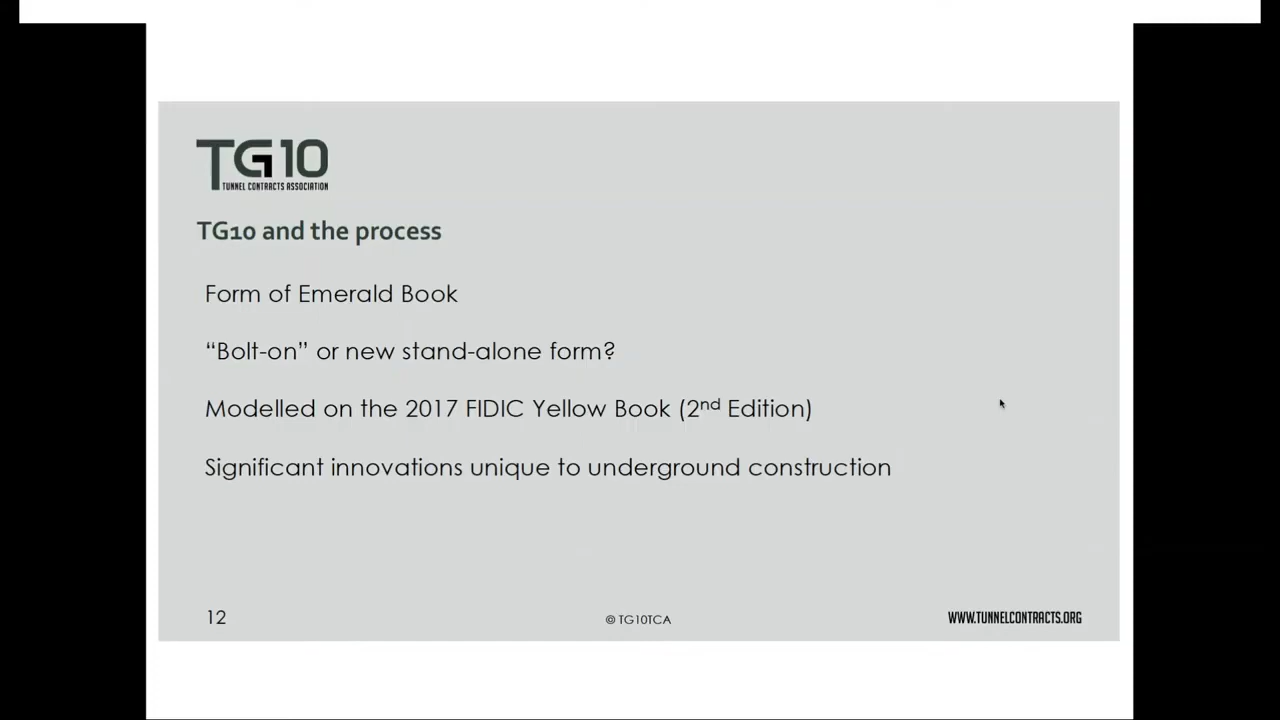 TG10
TUNNEL CONTRACTS ASSOCIATION
TG10 and the process
Form of Emerald Book
“Bolt-on” or new stand-alone form?
Modelled on the 2017 FIDIC Yellow Book (2nd Edition)
Significant innovations unique to underground construction
12
© TG10TCA
WWW.TUNNELCONTRACTS.ORG